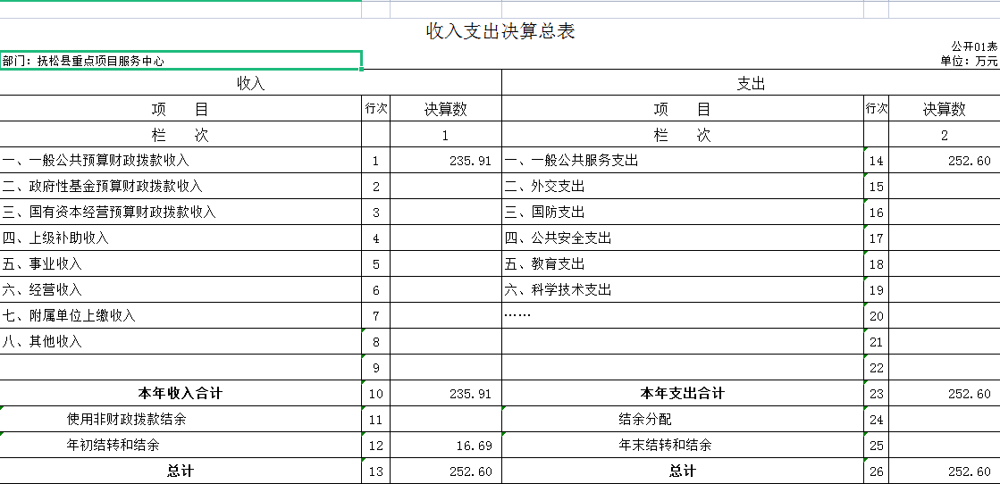 收入支出决算总表
公开01表
部门：抚松县重点项目服务中心 单位：万元
收入 支出
项 目 行次 决算数 项 目 行次 决算数
栏 次 1 栏 次 2
一、一般公共预算财政拨款收入 1 235.91 一、一般公共服务支出 14 252.60
二、政府性基金预算财政拨款收入 2 二、外交支出 15
三、国有资本经营预算财政拨款收入 3 三、国防支出 16
四、上级补助收入 4 四、公共安全支出 17
五、事业收入 5 五、教育支出 18
六、经营收入 6 六、科学技术支出 19
七、附属单位上缴收入 7 …… 20
八、其他收入 8 21
9 22
本年收入合计 10 235.91 本年支出合计 23 252.60
使用非财政拨款结余 11 结余分配 24
年初结转和结余 12 16.69 年末结转和结余 25
总计 13 252.60 总计 26 252.60